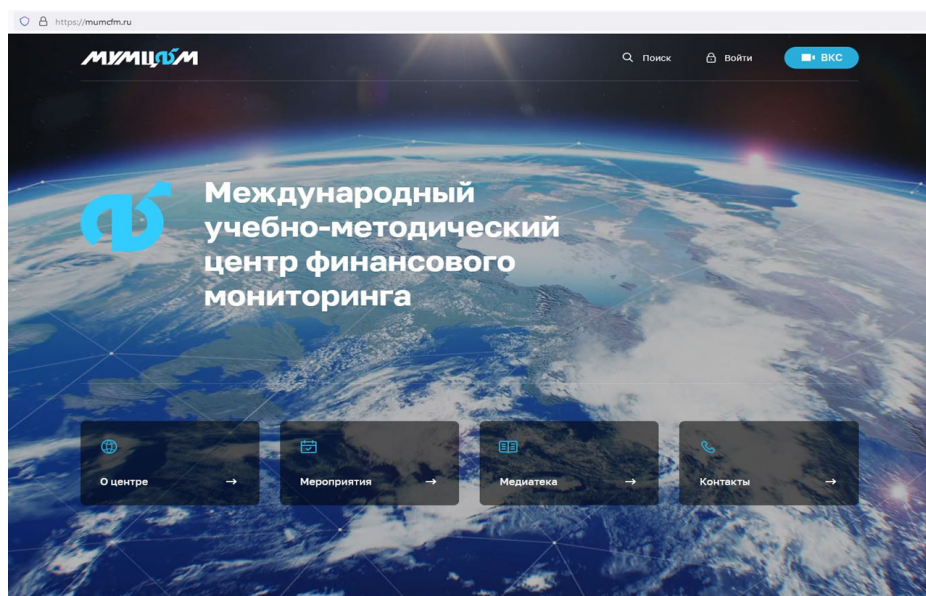 https://mumcfm.ru
МУМЦФМ
Поиск
Войти
ВКС
Международный
учебно-методический
центр финансового
мониторинга
О центре
Мероприятия
Медиатека
Контакты